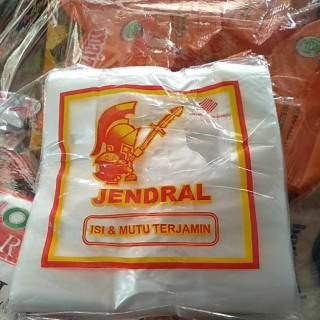 JENDRAL
ISI & MUTU TERJAMIN